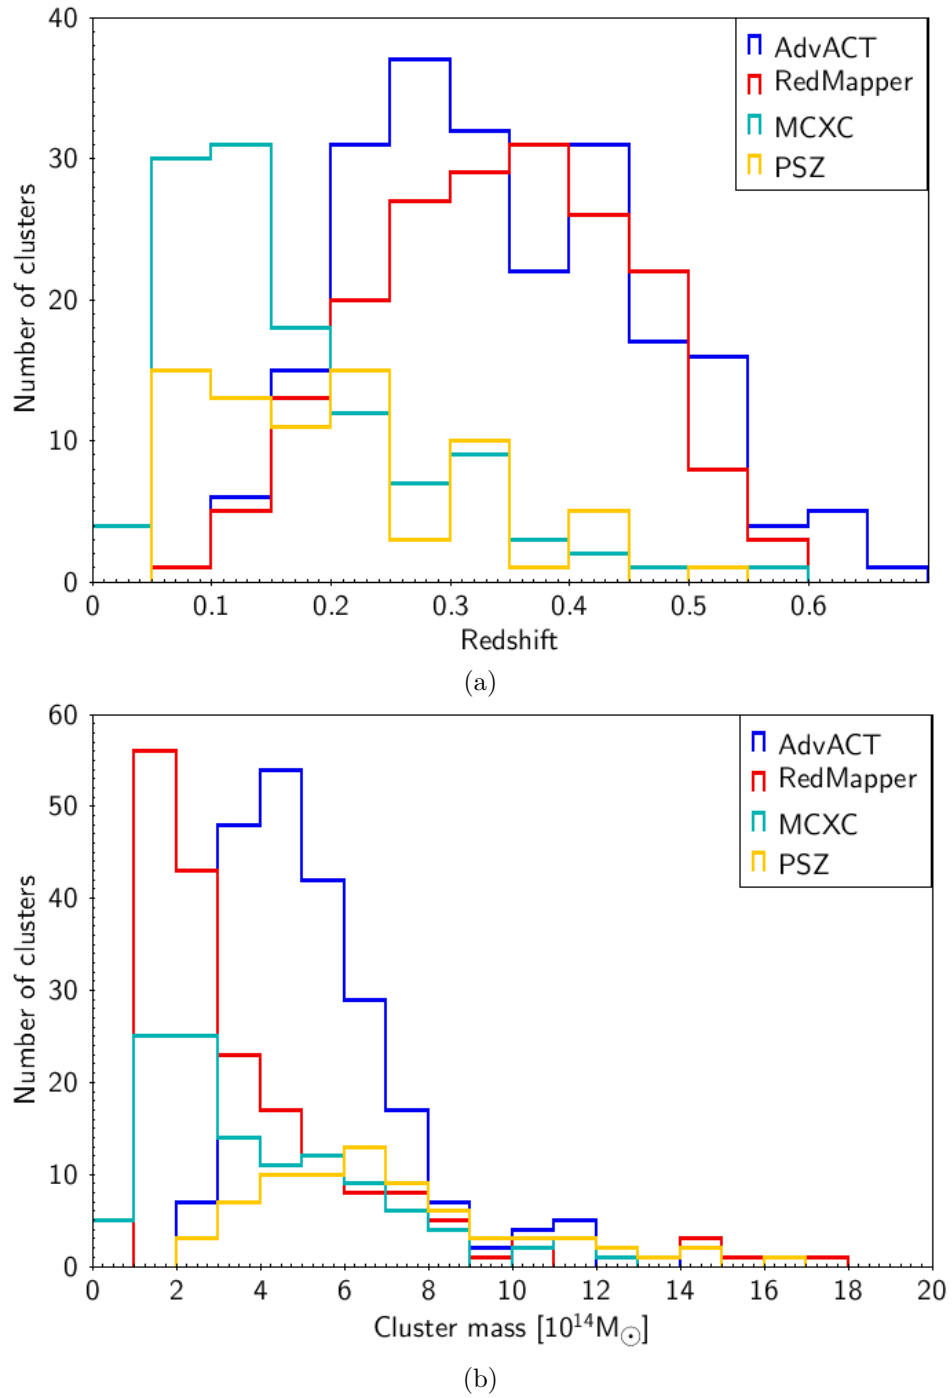 40
30
20
10
0
Number of clusters
AdvACT
RedMapper
MCXC
PSZ
0 0.1 0.2 0.3 0.4 0.5 0.6
Redshift
(a)
60
50
40
30
20
10
0
Number of clusters
AdvACT
RedMapper
MCXC
PSZ
0 2 4 6 8 10 12 14 16 18 20
Cluster mass [10¹⁴M☉]
(b)